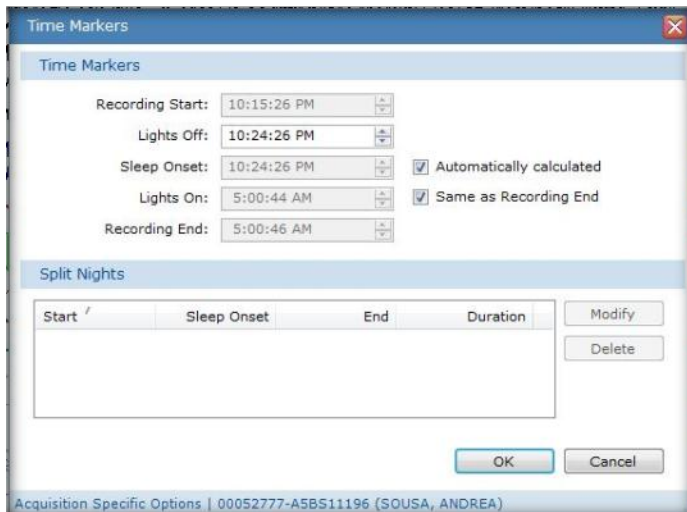 Time Markers
Time Markers
Recording Start: 10:15:26 PM
Lights Off: 10:24:26 PM
Sleep Onset: 10:24:26 PM Automatically calculated
Lights On: 5:00:44 AM Same as Recording End
Recording End: 5:00:46 AM
Split Nights
Start Sleep Onset End Duration Modify
Delete
OK Cancel
Acquisition Specific Options | 00052777-A5BS11196 (SOUSA, ANDREA)